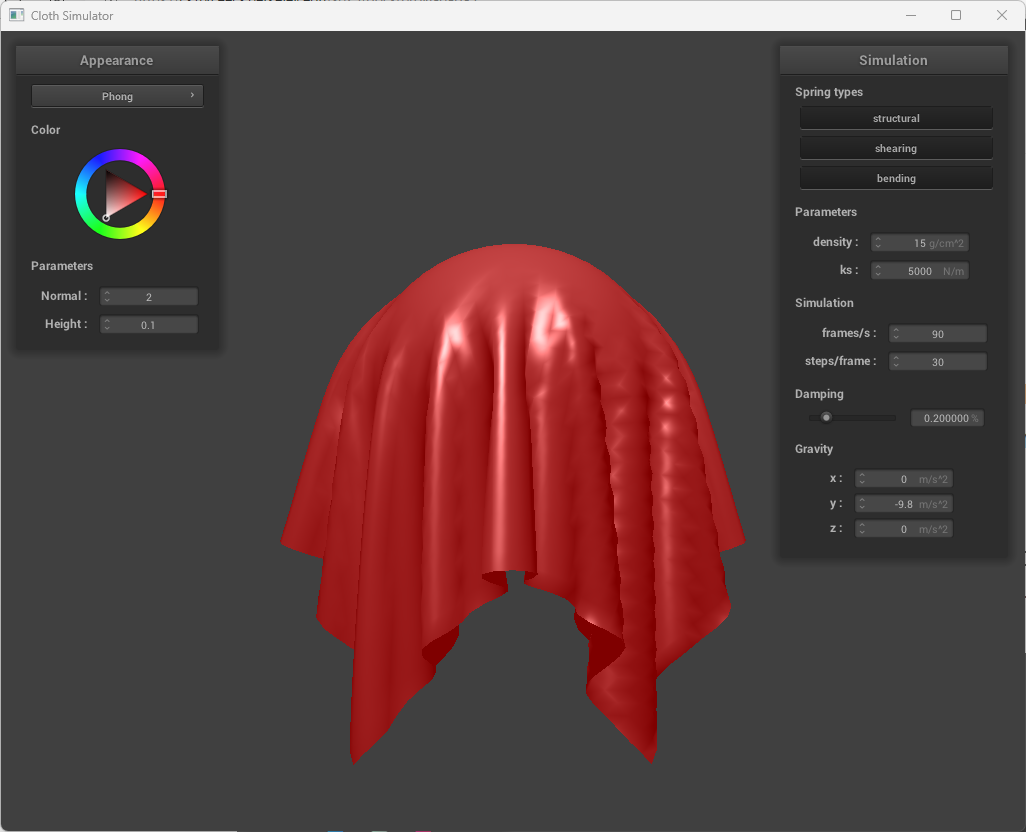 Cloth Simulator
Appearance
Phong
Color
Parameters
Normal : 2
Height : 0.1
Simulation
Spring types
structural
shearing
bending
Parameters
density : 15 g/cm^2
ks : 5000 N/m
Simulation
frames/s : 90
steps/frame : 30
Damping
0.200000 %
Gravity
x : 0 m/s^2
y : -9.8 m/s^2
z : 0 m/s^2